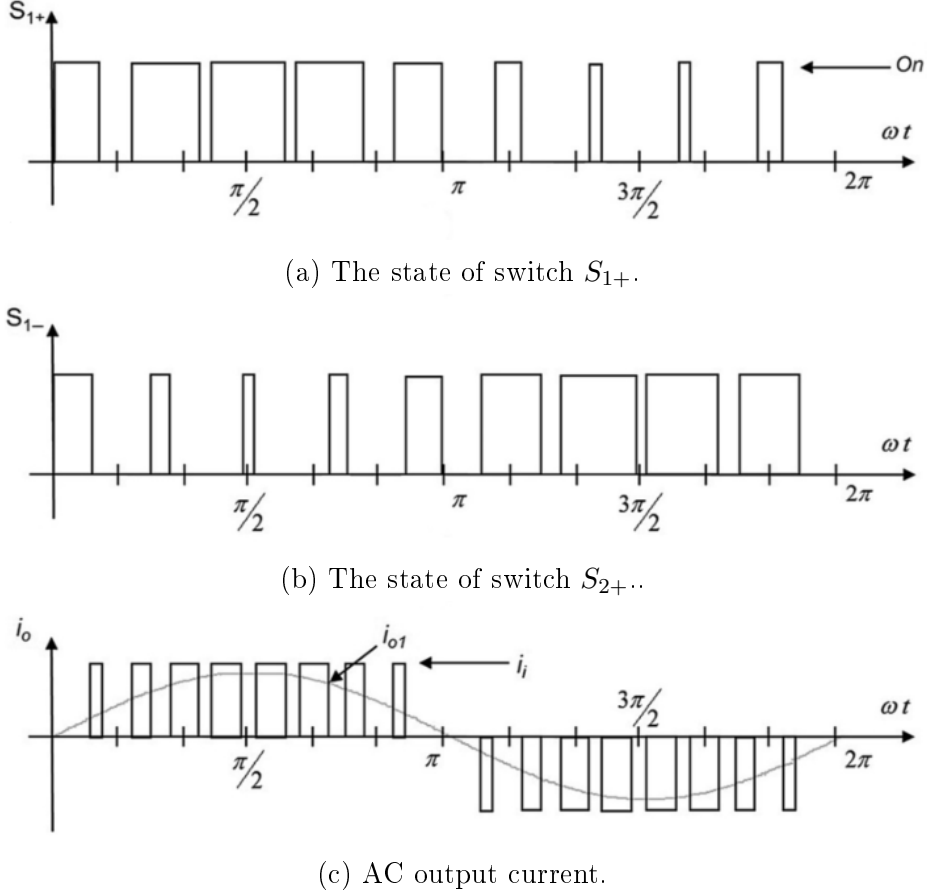 S1+
On
ωt
π/2
π
3π/2
2π
(a) The state of switch S1+.
S1−
ωt
π/2
π
3π/2
2π
(b) The state of switch S2+..
io
io1
ii
3π/2
ωt
π/2
π
2π
(c) AC output current.